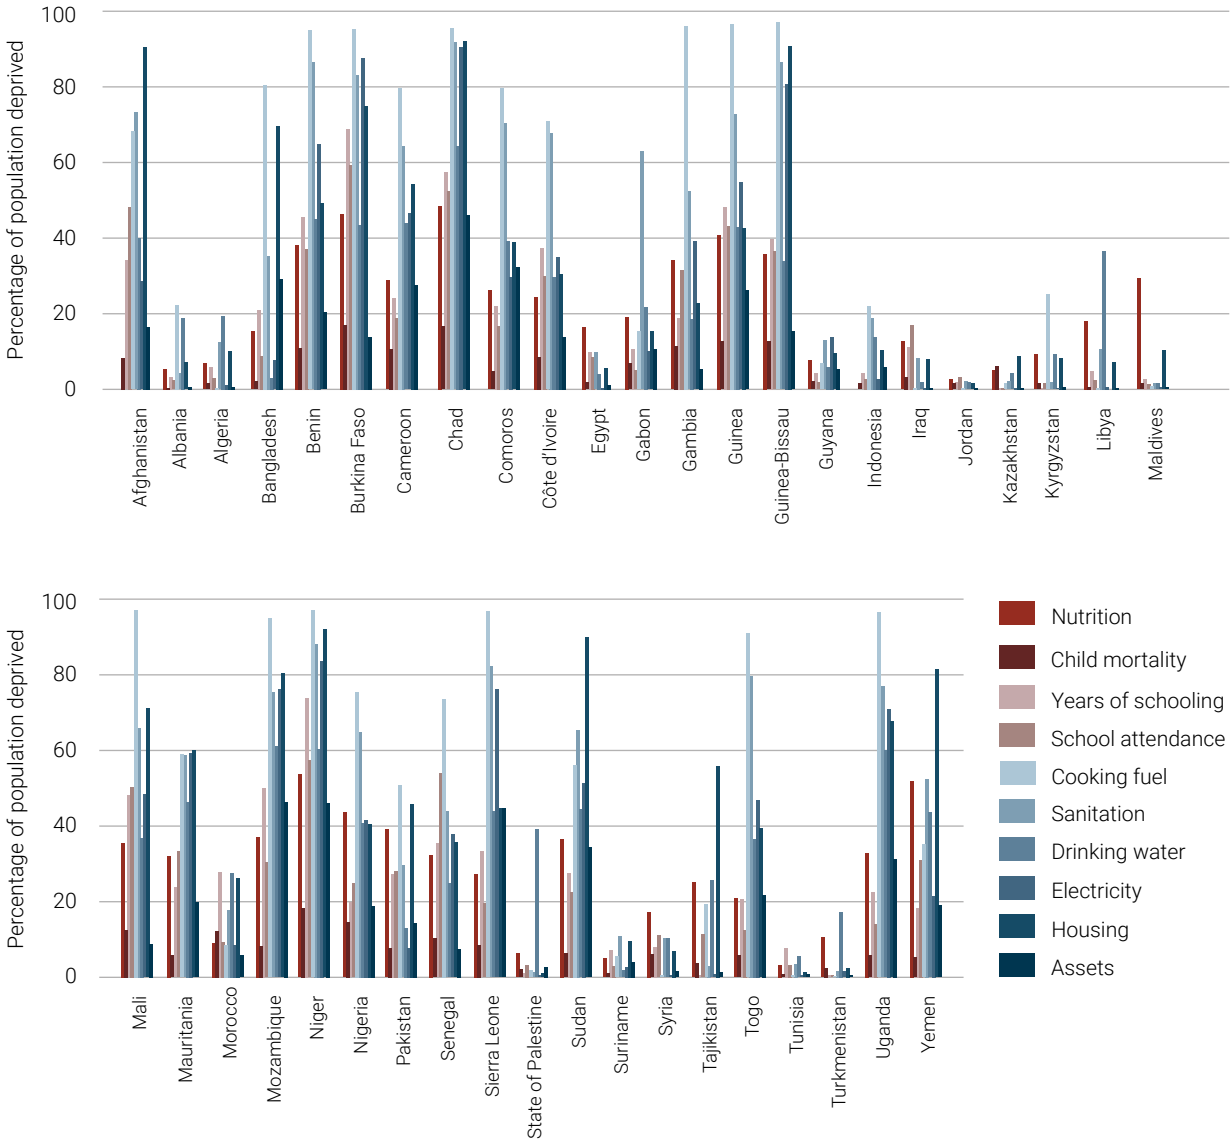 Percentage of population deprived
100
80
60
40
20
0
Afghanistan
Albania
Algeria
Bangladesh
Benin
Burkina Faso
Cameroon
Chad
Comoros
Côte d'Ivoire
Egypt
Gabon
Gambia
Guinea
Guinea-Bissau
Guyana
Indonesia
Iraq
Jordan
Kazakhstan
Kyrgyzstan
Libya
Maldives
Percentage of population deprived
100
80
60
40
20
0
Mali
Mauritania
Morocco
Mozambique
Niger
Nigeria
Pakistan
Senegal
Sierra Leone
State of Palestine
Sudan
Suriname
Syria
Tajikistan
Togo
Tunisia
Turkmenistan
Uganda
Yemen
Nutrition
Child mortality
Years of schooling
School attendance
Cooking fuel
Sanitation
Drinking water
Electricity
Housing
Assets